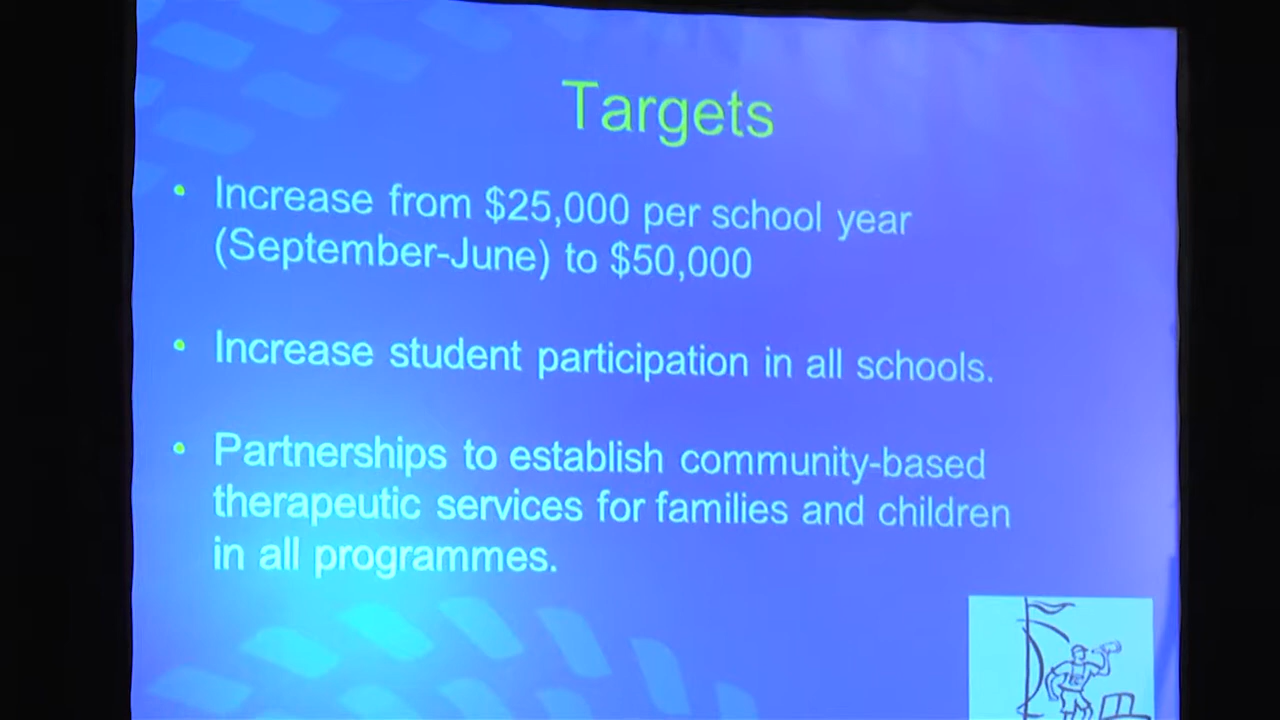 Targets
• Increase from $25,000 per school year
(September-June) to $50,000
• Increase student participation in all schools.
• Partnerships to establish community-based
therapeutic services for families and children
in all programmes.